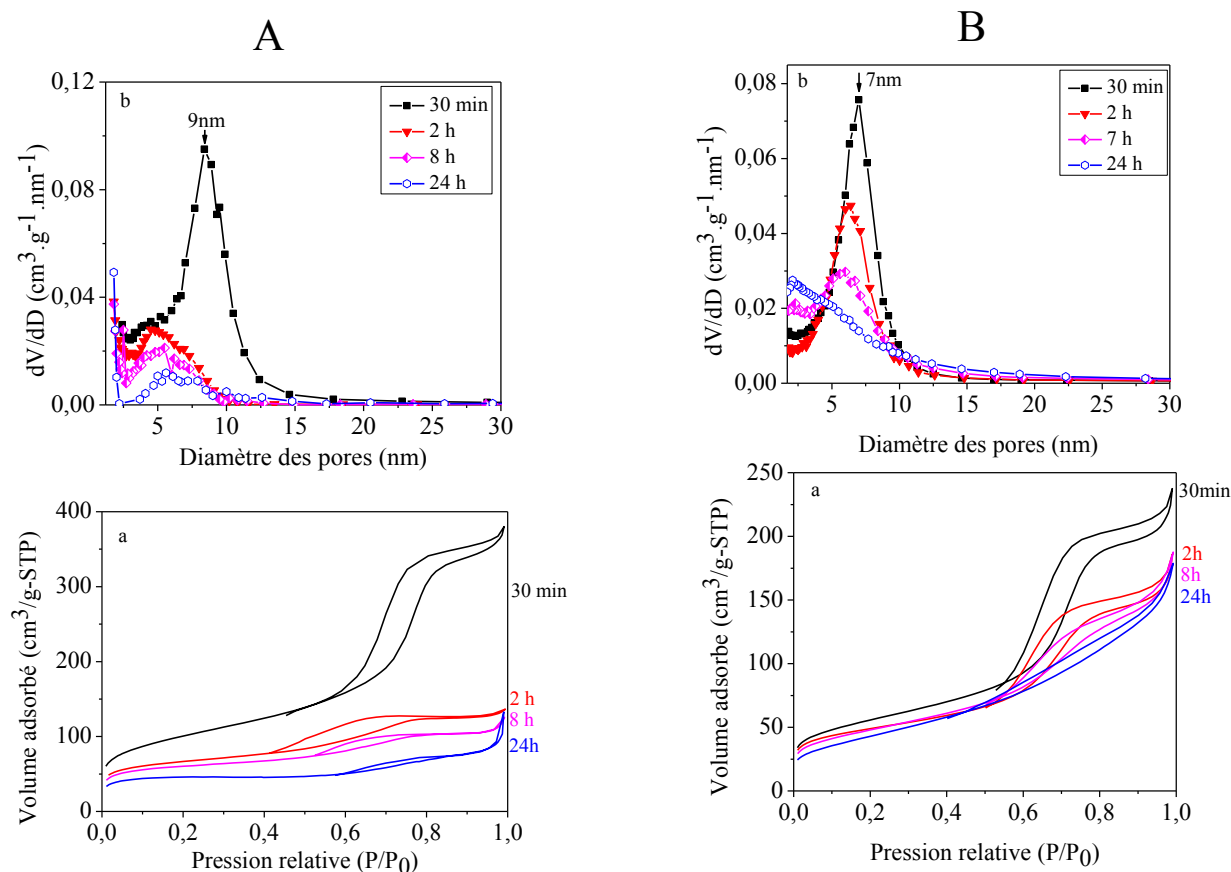 A
b
9nm
30 min
2 h
8 h
24 h
0,12
0,08
0,04
0,00
dV/dD (cm³.g⁻¹.nm⁻¹)
5 10 15 20 25 30
Diamètre des pores (nm)
B
b
7nm
30 min
2 h
7 h
24 h
0,08
0,06
0,04
0,02
0,00
dV/dD (cm³.g⁻¹.nm⁻¹)
5 10 15 20 25 30
Diamètre des pores (nm)
a
400
300
200
100
0
Volume adsorbé (cm³/g-STP)
30 min
2 h
8 h
24h
0,0 0,2 0,4 0,6 0,8 1,0
Pression relative (P/P₀)
a
250
200
150
100
50
0
Volume adsorbe (cm³/g-STP)
30min
2h
8h
24h
0,0 0,2 0,4 0,6 0,8 1,0
Pression relative (P/P₀)